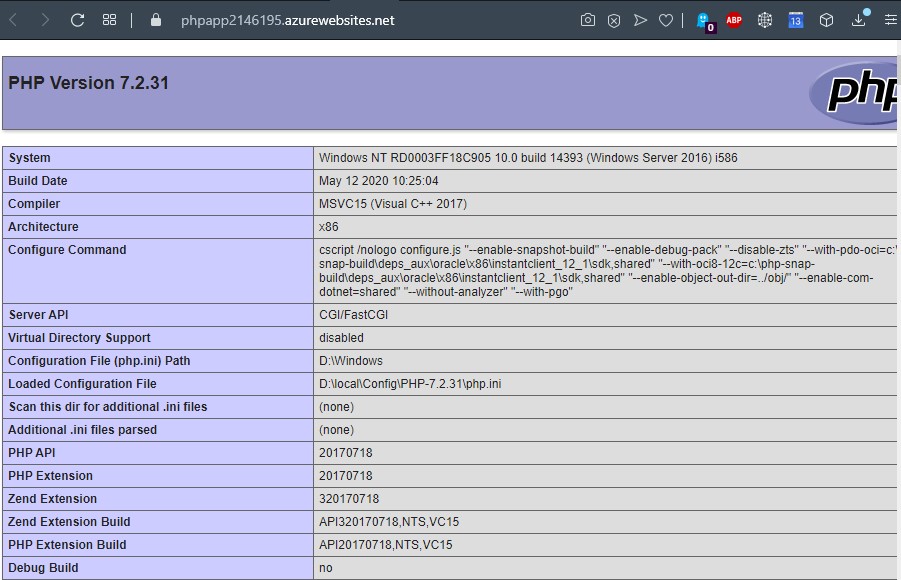 phpapp2146195.azurewebsites.net
0
ABP
13
PHP Version 7.2.31
php
System Windows NT RD0003FF18C905 10.0 build 14393 (Windows Server 2016) i586
Build Date May 12 2020 10:25:04
Compiler MSVC15 (Visual C++ 2017)
Architecture x86
Configure Command cscript /nologo configure.js "--enable-snapshot-build" "--enable-debug-pack" "--disable-zts" "--with-pdo-oci=c:\
snap-build\deps_aux\oracle\x86\instantclient_12_1\sdk,shared" "--with-oci8-12c=c:\php-snap-
build\deps_aux\oracle\x86\instantclient_12_1\sdk,shared" "--enable-object-out-dir=../obj/" "--enable-com-
dotnet=shared" "--without-analyzer" "--with-pgo"
Server API CGI/FastCGI
Virtual Directory Support disabled
Configuration File (php.ini) Path D:\Windows
Loaded Configuration File D:\local\Config\PHP-7.2.31\php.ini
Scan this dir for additional .ini files (none)
Additional .ini files parsed (none)
PHP API 20170718
PHP Extension 20170718
Zend Extension 320170718
Zend Extension Build API320170718,NTS,VC15
PHP Extension Build API20170718,NTS,VC15
Debug Build no